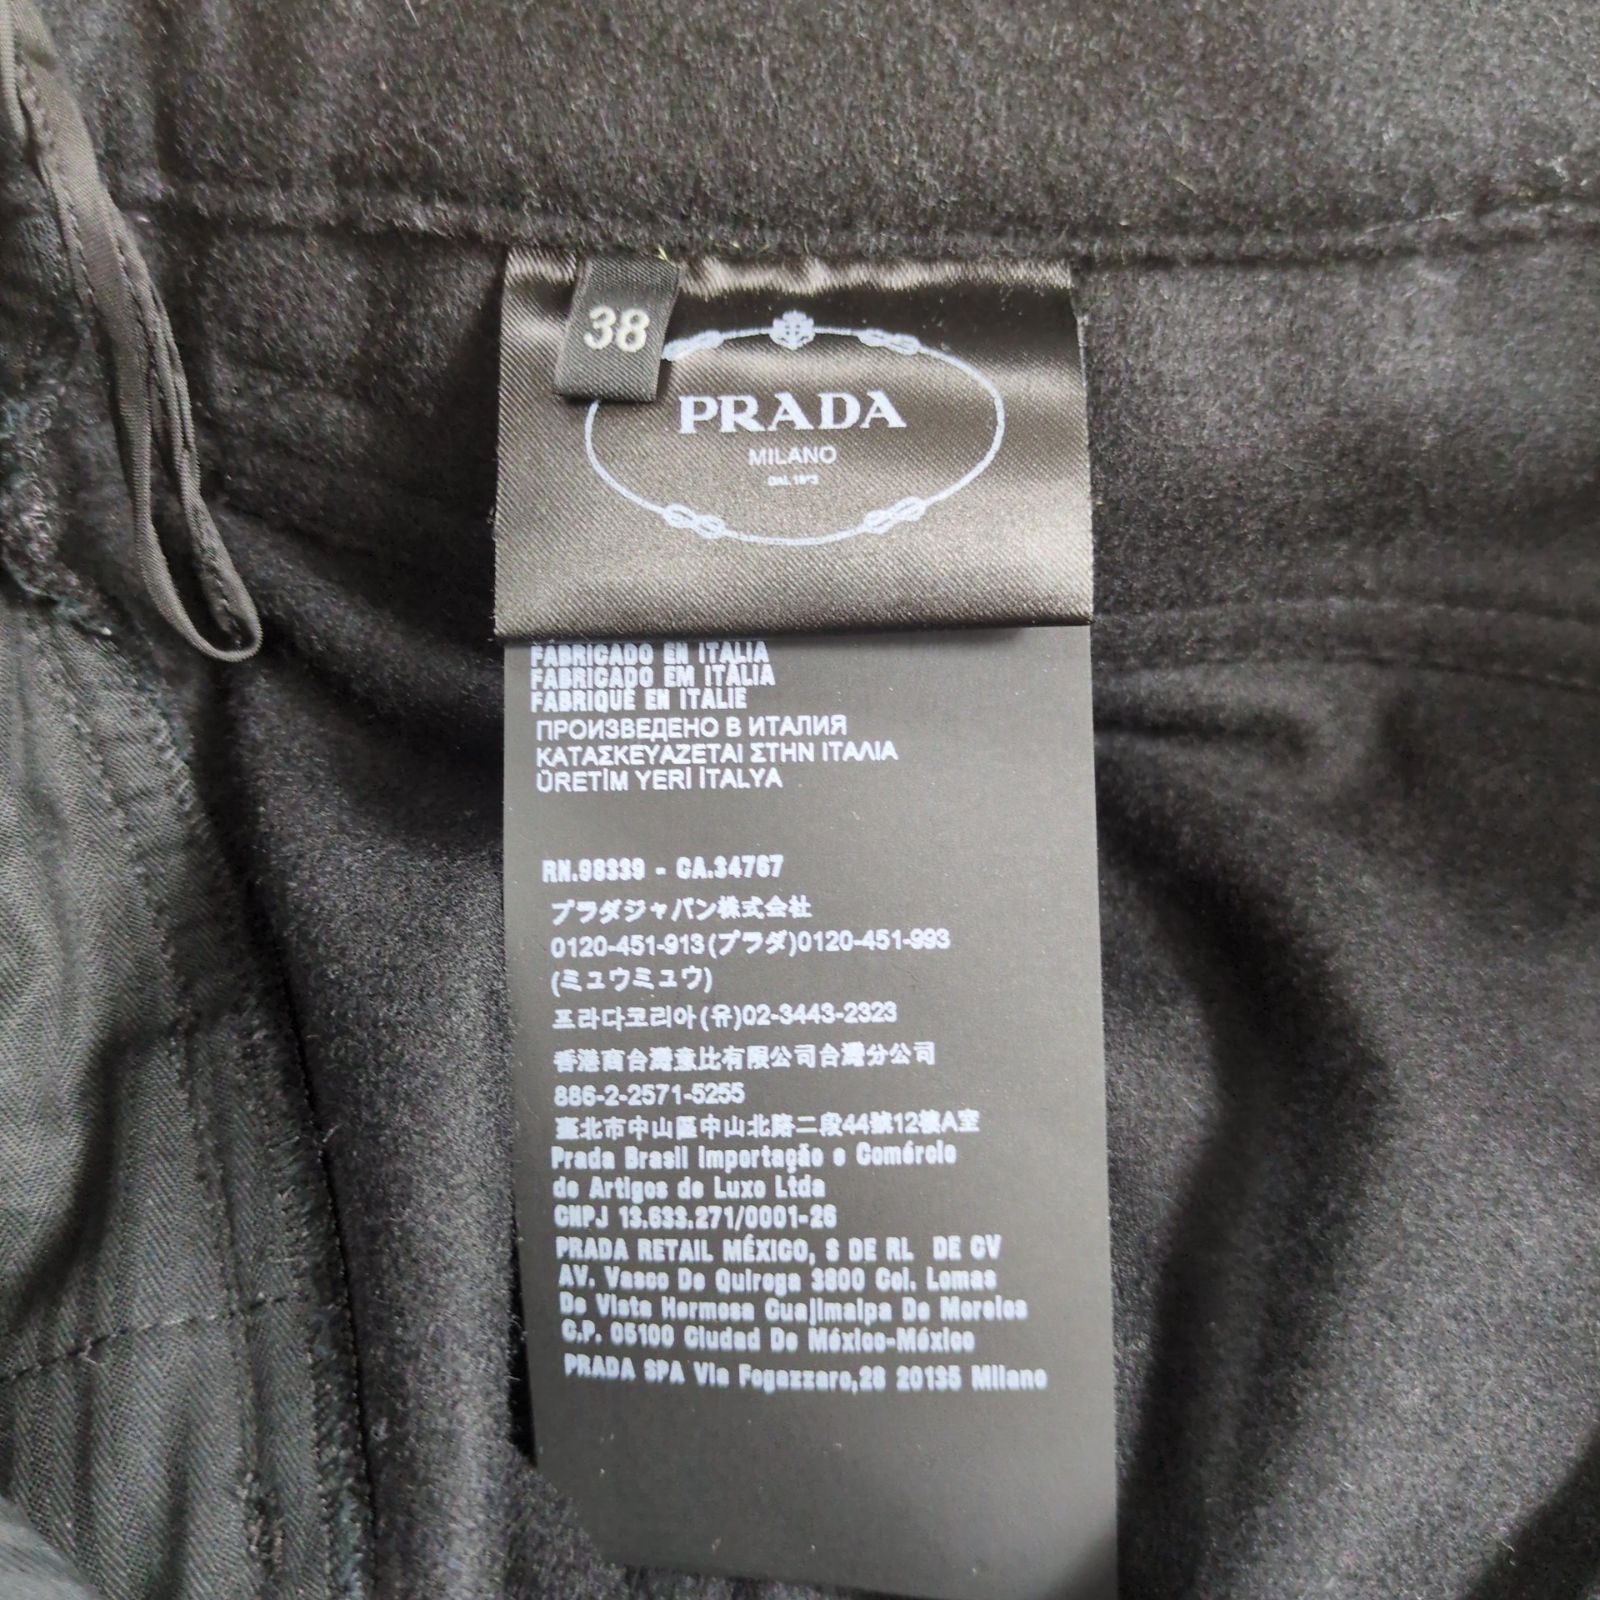 38
PRADA
MILANO
DAL 1913
FABRICADO EN ITALIA
FABRICADO EM ITALIA
FABRIQUÉ EN ITALIE
ПРОИЗВЕДЕНО В ИТАЛИЯ
ΚΑΤΑΣΚΕΥΑΖΕΤΑΙ ΣΤΗΝ ΙΤΑΛΙΑ
ÜRETİM YERİ İTALYA
RN.98339 - CA.34767
プラダジャパン株式会社
0120-451-913(プラダ)0120-451-993
(ミュウミュウ)
프라다코리아(유)02-3443-2323
香港商台灣意比有限公司台灣分公司
886-2-2571-5255
臺北市中山區中山北路二段44號12樓A室
Prada Brasil Importação e Comércio
de Artigos de Luxo Ltda
CNPJ 13.633.271/0001-26
PRADA RETAIL MÉXICO, S DE RL DE CV
AV. Vasco De Quiroga 3800 Col. Lomas
De Vista Hermosa Cuajimalpa De Morelos
C.P. 05100 Ciudad De México-México
PRADA SPA Via Fogazzaro,28 20135 Milano